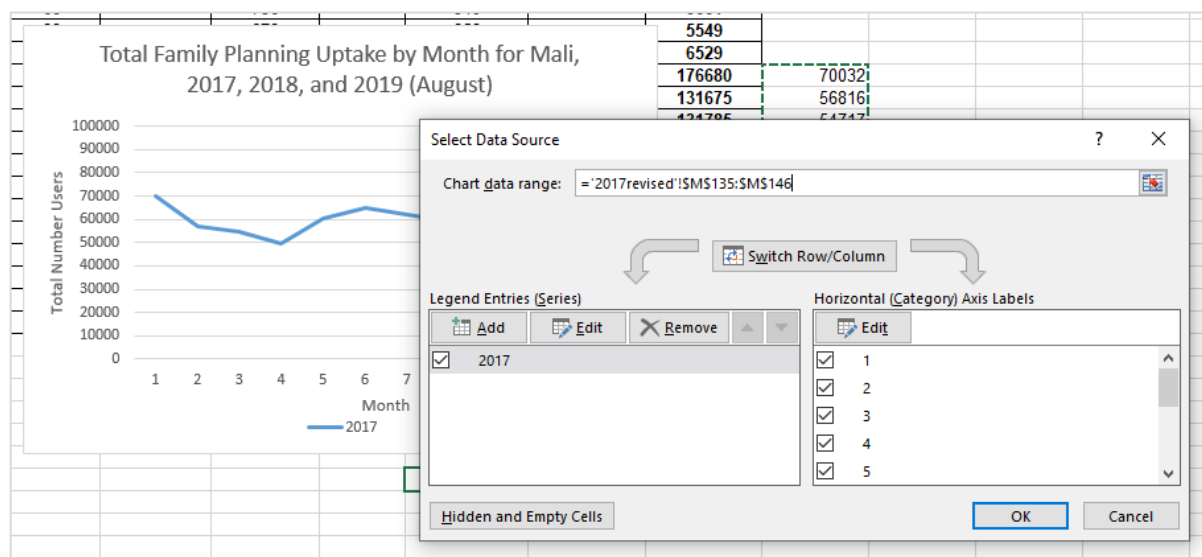 5549
6529
176680 70032
131675 56816
131785 54717
Total Family Planning Uptake by Month for Mali,
2017, 2018, and 2019 (August)
100000
90000
80000
70000
60000
50000
40000
30000
20000
10000
0
Total Number Users
1 2 3 4 5 6 7
Month
2017
Select Data Source
? ×
Chart data range: ='2017revised'!$M$135:$M$146
Switch Row/Column
Legend Entries (Series)
Add Edit Remove
2017
Horizontal (Category) Axis Labels
Edit
1
2
3
4
5
Hidden and Empty Cells
OK Cancel